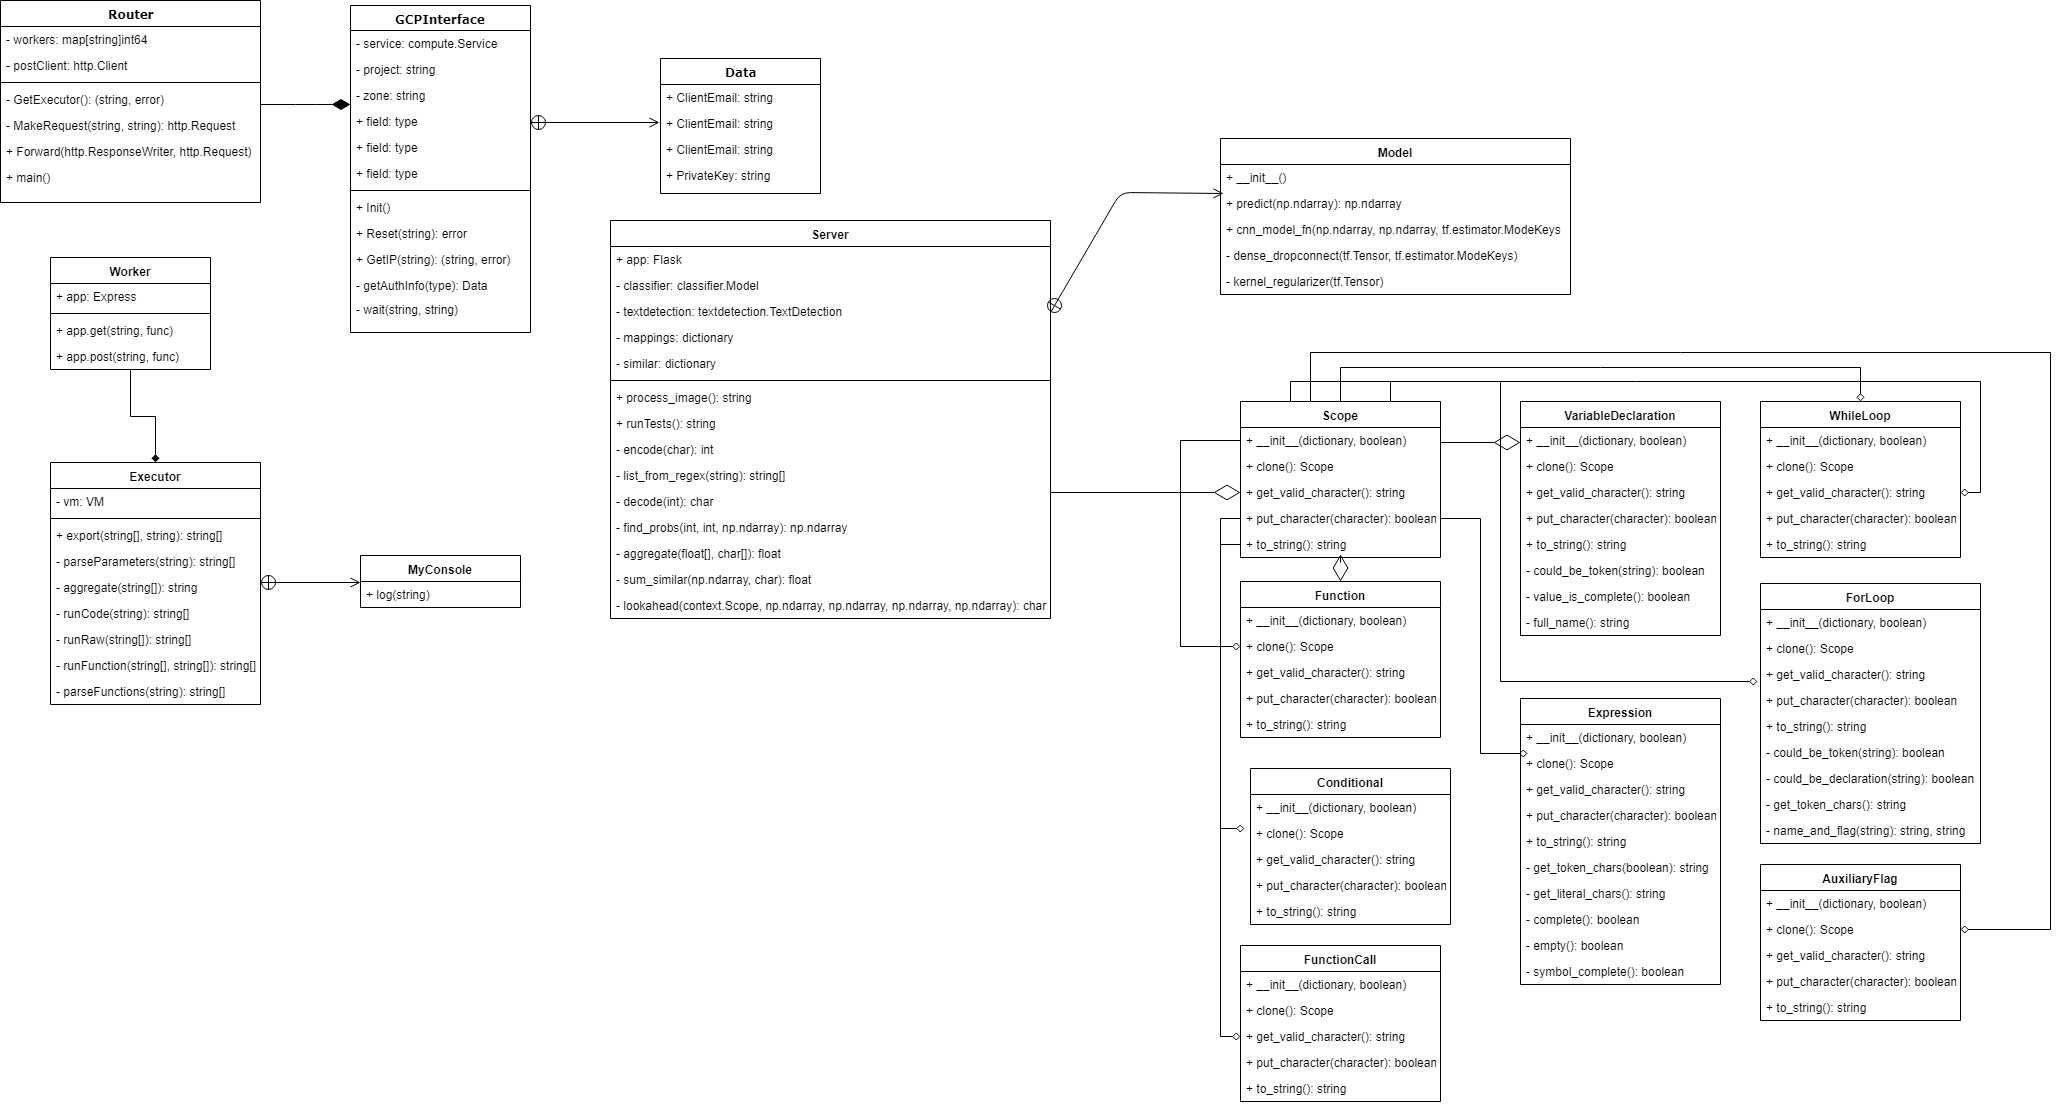 Router
- workers: map[string]int64
- postClient: http.Client
- GetExecutor(): (string, error)
- MakeRequest(string, string): http.Request
+ Forward(http.ResponseWriter, http.Request)
+ main()
GCPInterface
- service: compute.Service
- project: string
- zone: string
+ field: type
+ field: type
+ field: type
+ Init()
+ Reset(string): error
+ GetIP(string): (string, error)
- getAuthInfo(type): Data
- wait(string, string)
Data
+ ClientEmail: string
+ ClientEmail: string
+ ClientEmail: string
+ PrivateKey: string
Worker
+ app: Express
+ app.get(string, func)
+ app.post(string, func)
Executor
- vm: VM
+ export(string[], string): string[]
- parseParameters(string): string[]
- aggregate(string[]): string
- runCode(string): string[]
- runRaw(string[]): string[]
- runFunction(string[], string[]): string[]
- parseFunctions(string): string[]
MyConsole
+ log(string)
Server
+ app: Flask
- classifier: classifier.Model
- textdetection: textdetection.TextDetection
- mappings: dictionary
- similar: dictionary
+ process_image(): string
+ runTests(): string
- encode(char): int
- list_from_regex(string): string[]
- decode(int): char
- find_probs(int, int, np.ndarray): np.ndarray
- aggregate(float[], char[]): float
- sum_similar(np.ndarray, char): float
- lookahead(context.Scope, np.ndarray, np.ndarray, np.ndarray, np.ndarray): char
Model
+ __init__()
+ predict(np.ndarray): np.ndarray
+ cnn_model_fn(np.ndarray, np.ndarray, tf.estimator.ModeKeys
- dense_dropconnect(tf.Tensor, tf.estimator.ModeKeys)
- kernel_regularizer(tf.Tensor)
Scope
+ __init__(dictionary, boolean)
+ clone(): Scope
+ get_valid_character(): string
+ put_character(character): boolean
+ to_string(): string
Function
+ __init__(dictionary, boolean)
+ clone(): Scope
+ get_valid_character(): string
+ put_character(character): boolean
+ to_string(): string
Conditional
+ __init__(dictionary, boolean)
+ clone(): Scope
+ get_valid_character(): string
+ put_character(character): boolean
+ to_string(): string
FunctionCall
+ __init__(dictionary, boolean)
+ clone(): Scope
+ get_valid_character(): string
+ put_character(character): boolean
+ to_string(): string
VariableDeclaration
+ __init__(dictionary, boolean)
+ clone(): Scope
+ get_valid_character(): string
+ put_character(character): boolean
+ to_string(): string
- could_be_token(string): boolean
- value_is_complete(): boolean
- full_name(): string
Expression
+ __init__(dictionary, boolean)
+ clone(): Scope
+ get_valid_character(): string
+ put_character(character): boolean
+ to_string(): string
- get_token_chars(boolean): string
- get_literal_chars(): string
- complete(): boolean
- empty(): boolean
- symbol_complete(): boolean
WhileLoop
+ __init__(dictionary, boolean)
+ clone(): Scope
+ get_valid_character(): string
+ put_character(character): boolean
+ to_string(): string
ForLoop
+ __init__(dictionary, boolean)
+ clone(): Scope
+ get_valid_character(): string
+ put_character(character): boolean
+ to_string(): string
- could_be_token(string): boolean
- could_be_declaration(string): boolean
- get_token_chars(): string
- name_and_flag(string): string, string
AuxiliaryFlag
+ __init__(dictionary, boolean)
+ clone(): Scope
+ get_valid_character(): string
+ put_character(character): boolean
+ to_string(): string